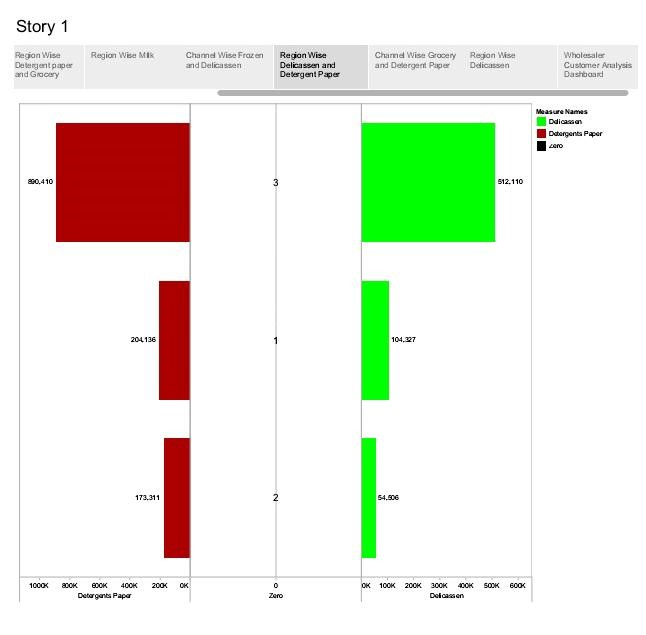 Story 1
Region Wise
Detergent paper
and Grocery
Region Wise Milk
Channel Wise Frozen
and Delicassen
Region Wise
Delicassen and
Detergent Paper
Channel Wise Grocery
and Detergent Paper
Region Wise
Delicassen
Wholesaler
Customer Analysis
Dashboard
Measure Names
Delicassen
Detergents Paper
Zero
890,410
3
512,110
204,136
1
104,327
173,311
2
54,506
1000K 800K 600K 400K 200K 0K
0
0K 100K 200K 300K 400K 500K 600K
Detergents Paper
Zero
Delicassen